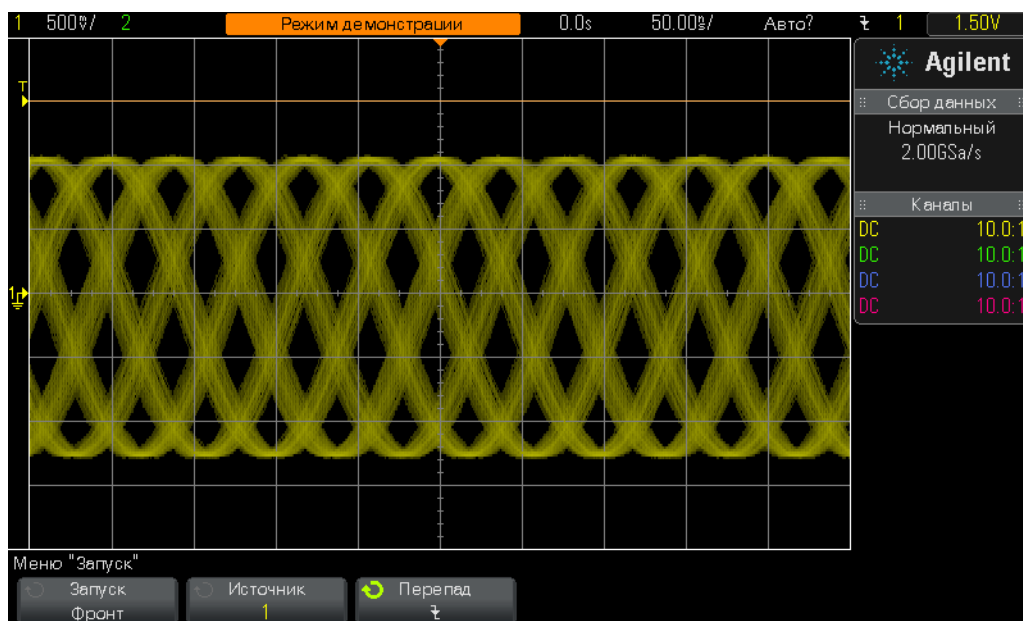 1 500㎷/ 2 Режим демонстрации 0.0s 50.00㎱/ Авто? 1 1.50V
Agilent
T
Сбор данных
Нормальный
2.00GSa/s
Каналы
DC 10.0:1
DC 10.0:1
DC 10.0:1
DC 10.0:1
1
Меню "Запуск"
Запуск Источник Перепад
Фронт 1